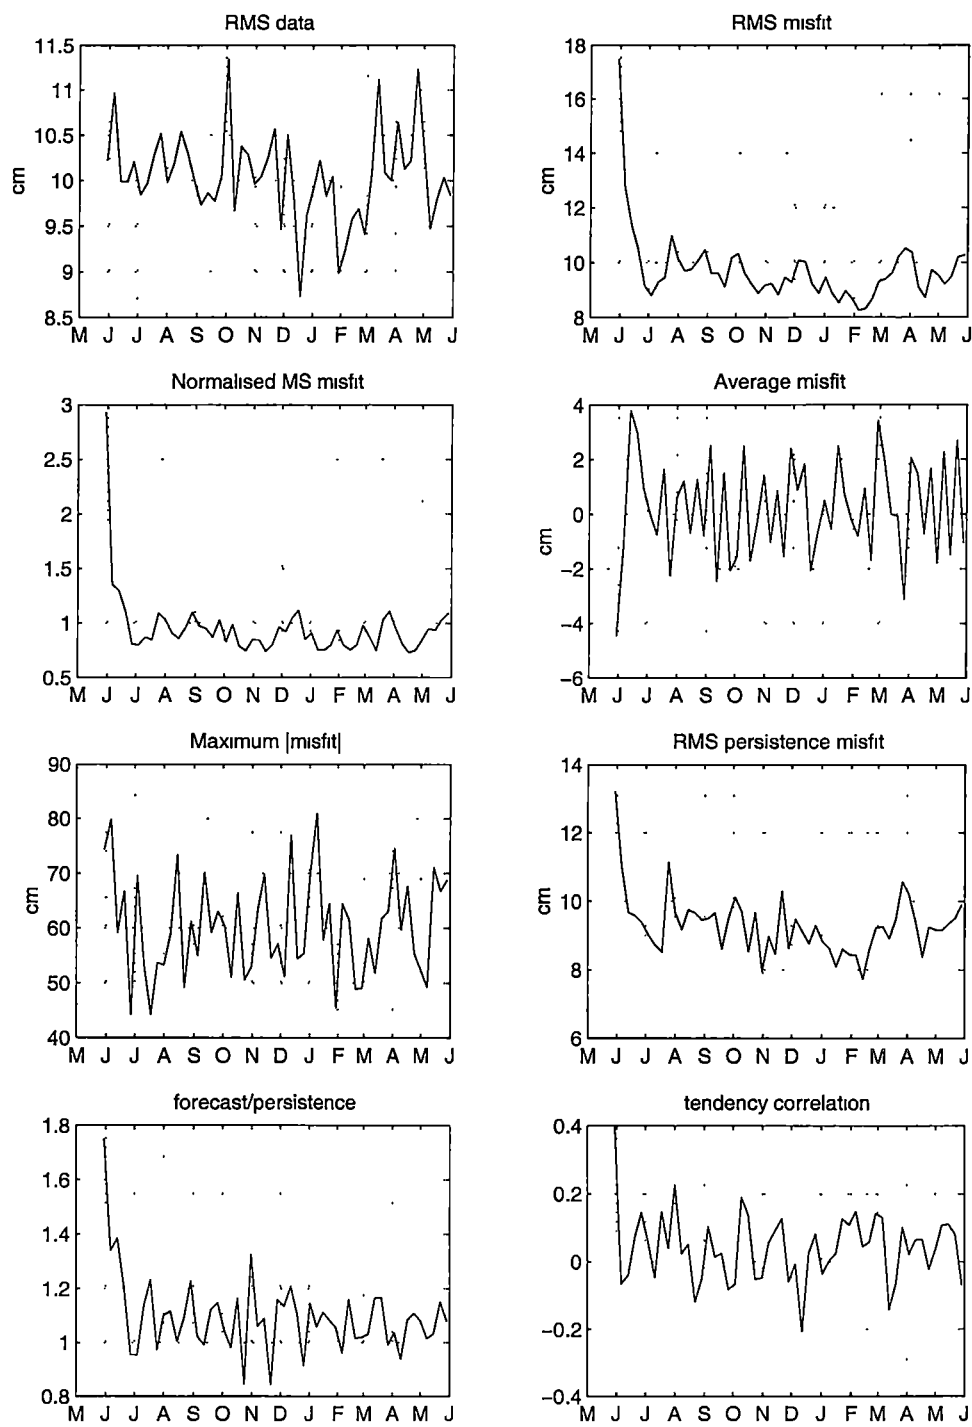 RMS data
11.5
11
10.5
10
9.5
9
8.5
cm
M J J A S O N D J F M A M J
RMS misfit
18
16
14
12
10
8
cm
M J J A S O N D J F M A M J
Normalised MS misfit
3
2.5
2
1.5
1
0.5
M J J A S O N D J F M A M J
Average misfit
4
2
0
−2
−4
−6
cm
M J J A S O N D J F M A M J
Maximum |misfit|
90
80
70
60
50
40
cm
M J J A S O N D J F M A M J
RMS persistence misfit
14
12
10
8
6
cm
M J J A S O N D J F M A M J
forecast/persistence
1.8
1.6
1.4
1.2
1
0.8
M J J A S O N D J F M A M J
tendency correlation
0.4
0.2
0
−0.2
−0.4
M J J A S O N D J F M A M J